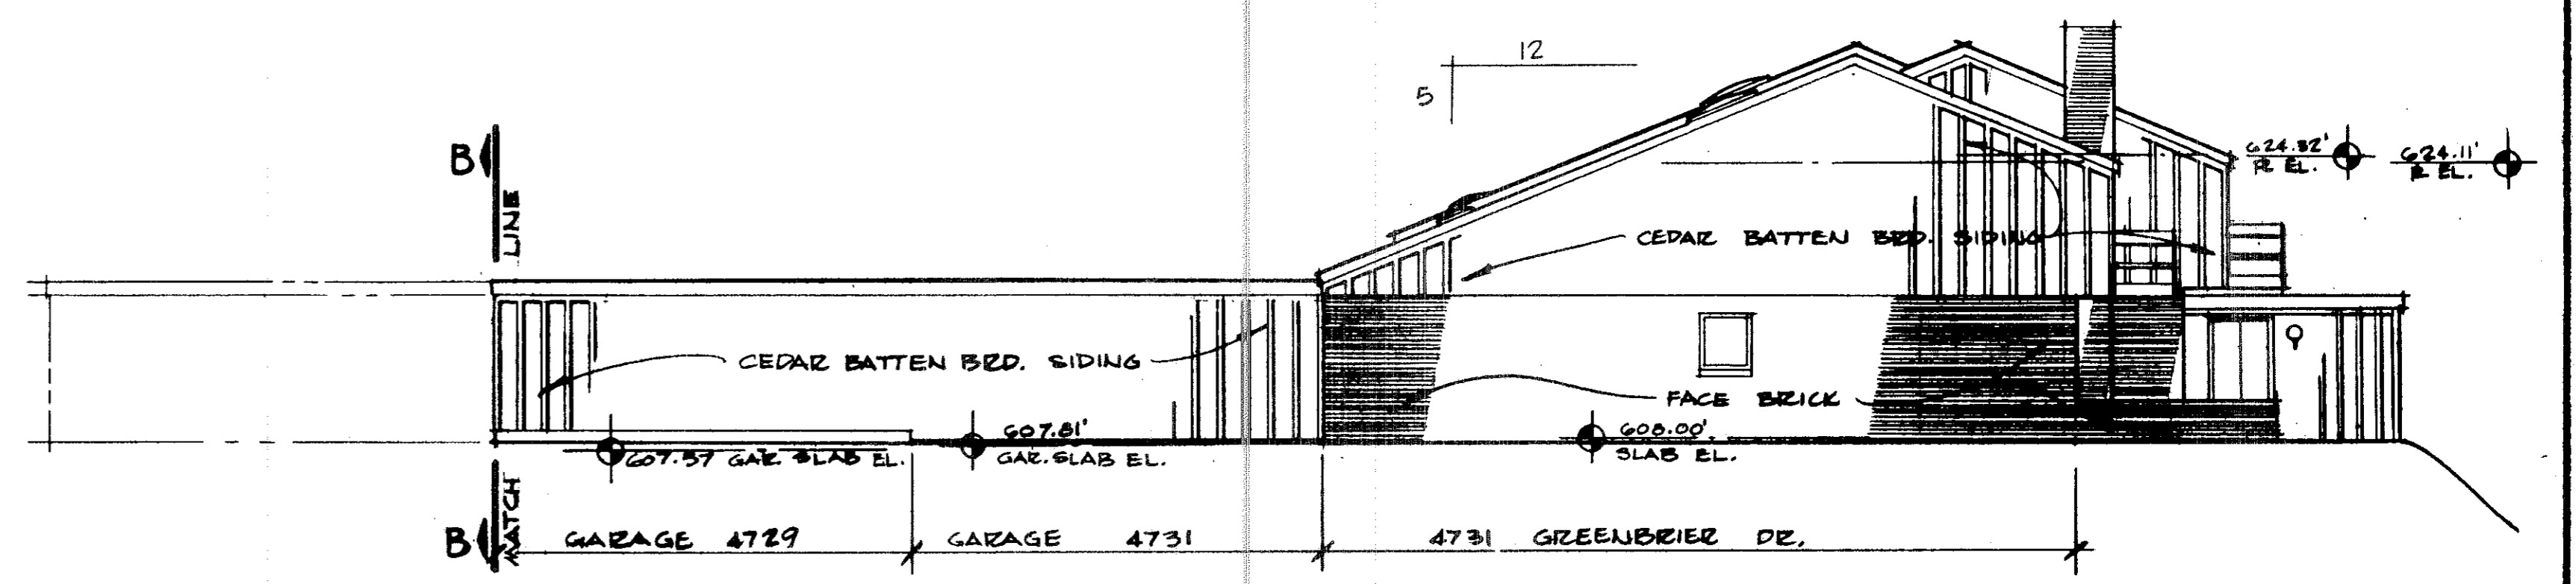 12
5
B
LINE
624.32'
PL EL.
624.11'
PL EL.
CEDAR BATTEN BRD. SIDING
CEDAR BATTEN BRD. SIDING
FACE BRICK
607.81'
GAR. SLAB EL.
608.00'
SLAB EL.
607.57 GAR. SLAB EL.
MATCH
B
GARAGE 4729
GARAGE 4731
4731 GREENBRIER DR.